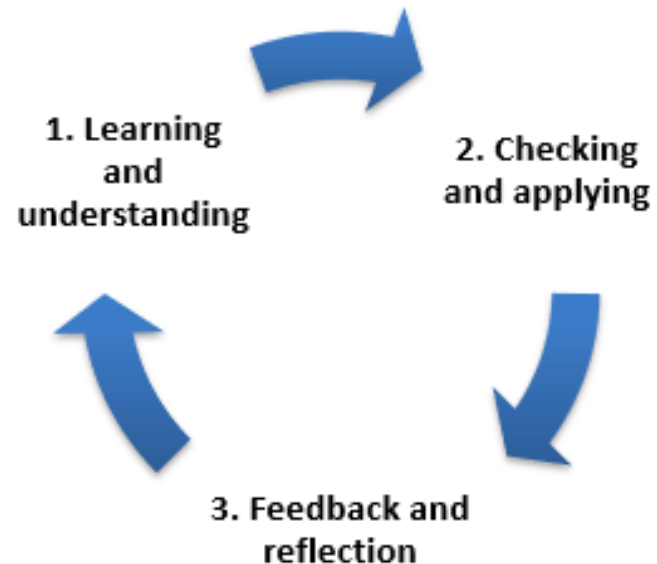 1. Learning
and
understanding
2. Checking
and applying
3. Feedback and
reflection